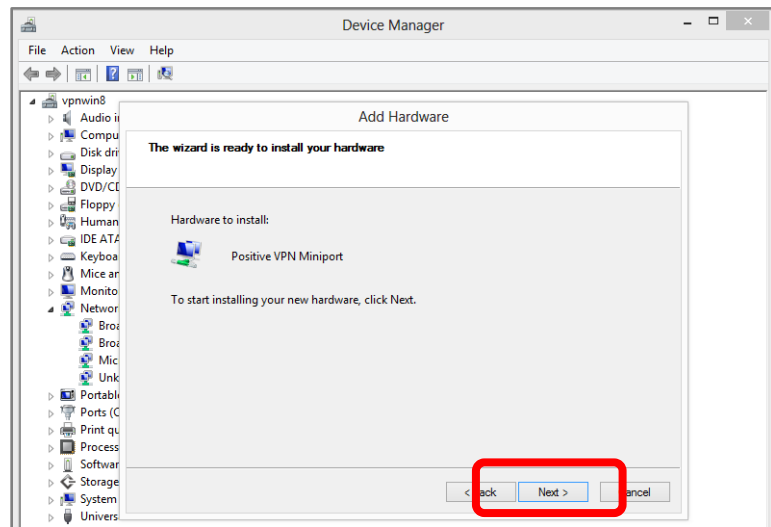 Device Manager
File Action View Help
vpnwin8
Audio i
Compu
Disk dri
Display
DVD/CD
Floppy
Human
IDE ATA
Keyboa
Mice ar
Monito
Networ
Broa
Broa
Mic
Unk
Portabl
Ports (C
Print qu
Process
Softwar
Storage
System
Univers
Add Hardware
The wizard is ready to install your hardware
Hardware to install:
Positive VPN Miniport
To start installing your new hardware, click Next.
< ack Next > ancel